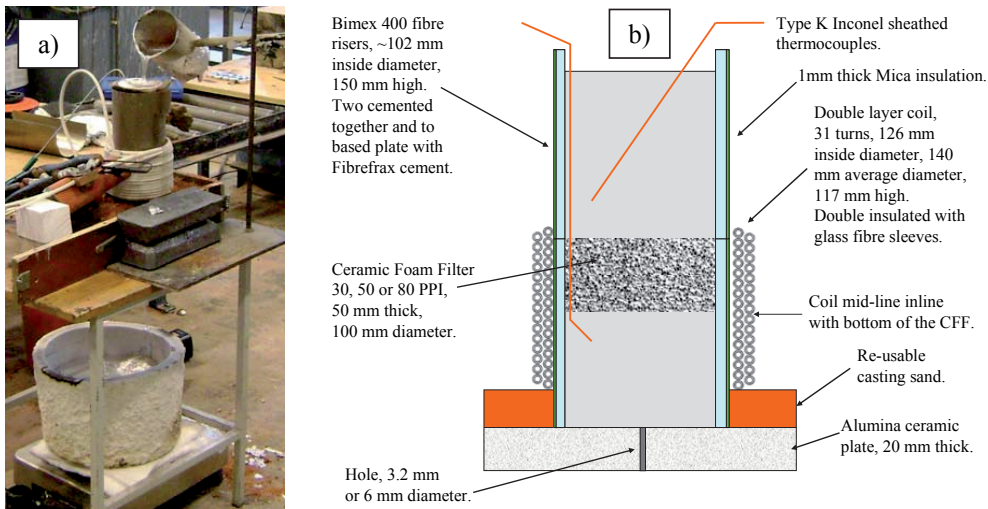 a)
Bimex 400 fibre
risers, ~102 mm
inside diameter,
150 mm high.
Two cemented
together and to
based plate with
Fibrefrax cement.
Ceramic Foam Filter
30, 50 or 80 PPI,
50 mm thick,
100 mm diameter.
Hole, 3.2 mm
or 6 mm diameter.
b)
Type K Inconel sheathed
thermocouples.
1mm thick Mica insulation.
Double layer coil,
31 turns, 126 mm
inside diameter, 140
mm average diameter,
117 mm high.
Double insulated with
glass fibre sleeves.
Coil mid-line inline
with bottom of the CFF.
Re-usable
casting sand.
Alumina ceramic
plate, 20 mm thick.